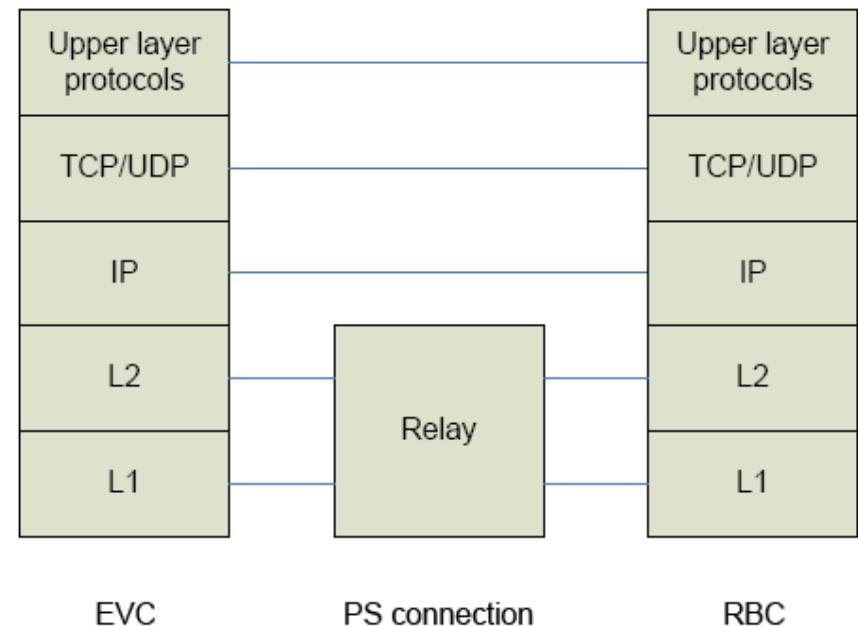 Upper layer
protocols
Upper layer
protocols
TCP/UDP
TCP/UDP
IP
IP
L2
L2
Relay
L1
L1
EVC
PS connection
RBC